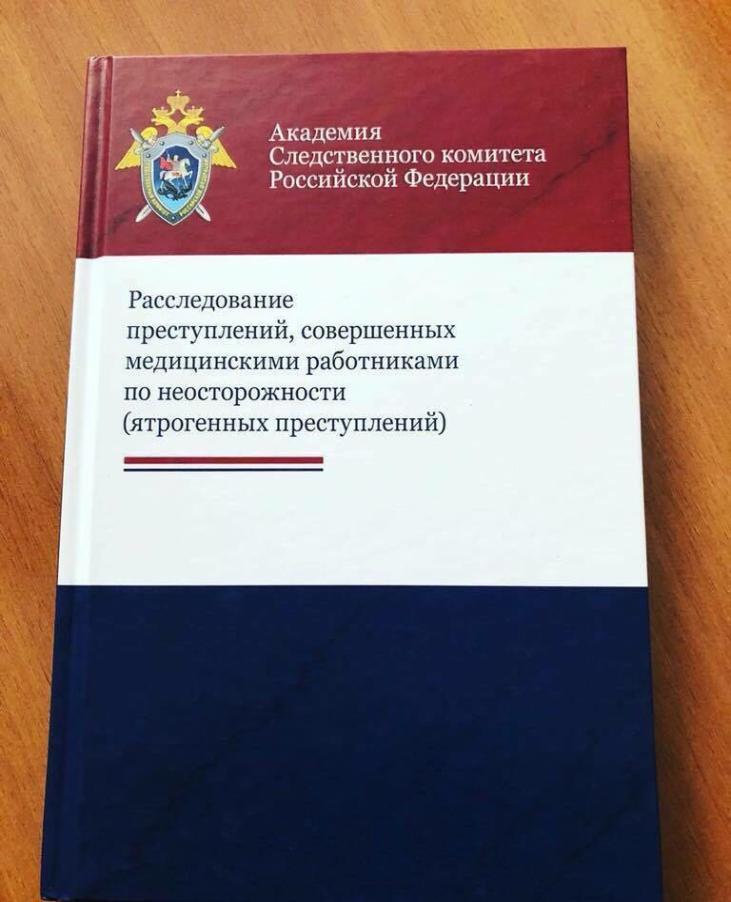 Академия
Следственного комитета
Российской Федерации
Расследование
преступлений, совершенных
медицинскими работниками
по неосторожности
(ятрогенных преступлений)